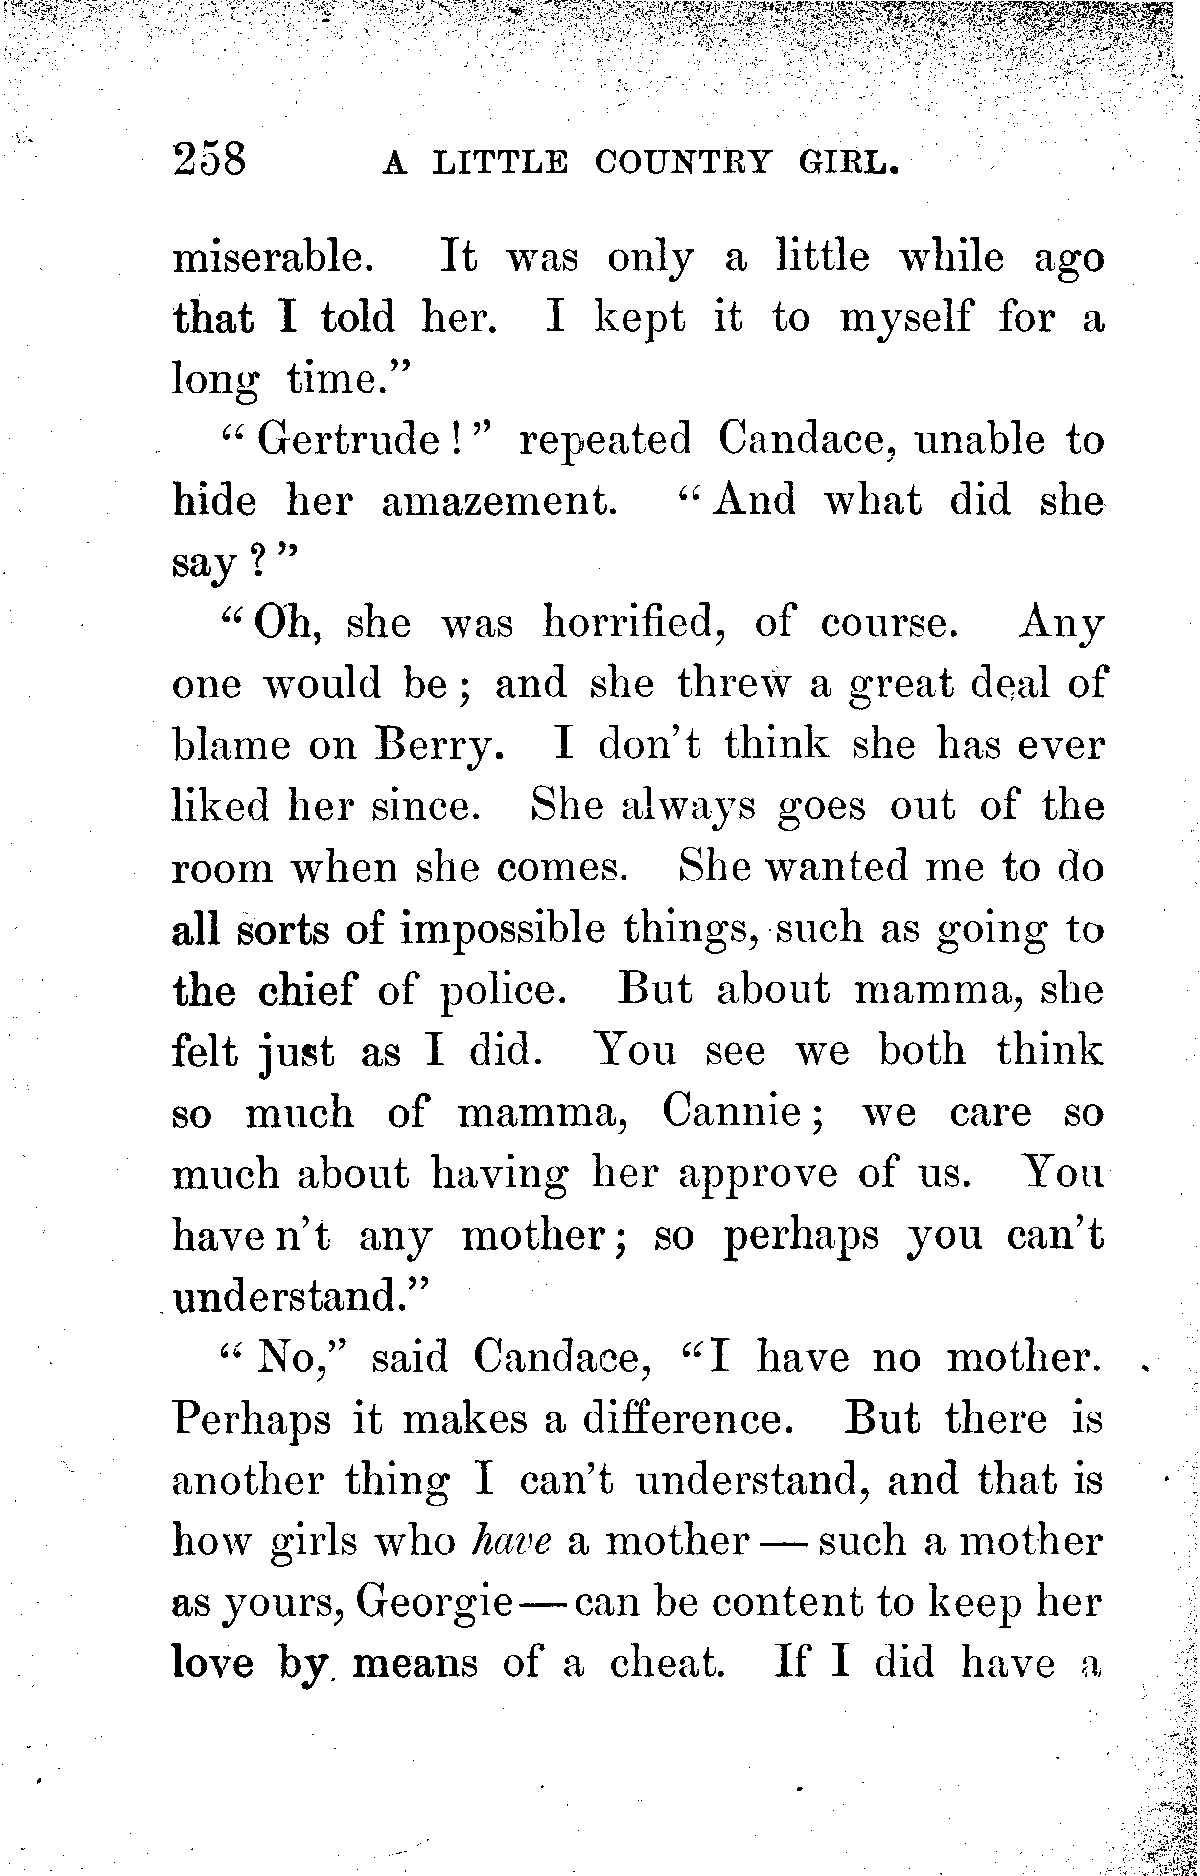 258 A LITTLE COUNTRY GIRL.
miserable. It was only a little while ago
that I told her. I kept it to myself for a
long time."
"Gertrude!" repeated Candace, unable to
hide her amazement. "And what did she
say?"
"Oh, she was horrified, of course. Any
one would be; and she threw a great deal of
blame on Berry. I don't think she has ever
liked her since. She always goes out of the
room when she comes. She wanted me to do
all sorts of impossible things, such as going to
the chief of police. But about mamma, she
felt just as I did. You see we both think
so much of mamma, Cannie; we care so
much about having her approve of us. You
have n't any mother; so perhaps you can't
understand."
"No," said Candace, "I have no mother.
Perhaps it makes a difference. But there is
another thing I can't understand, and that is
how girls who have a mother — such a mother
as yours, Georgie — can be content to keep her
love by means of a cheat. If I did have a